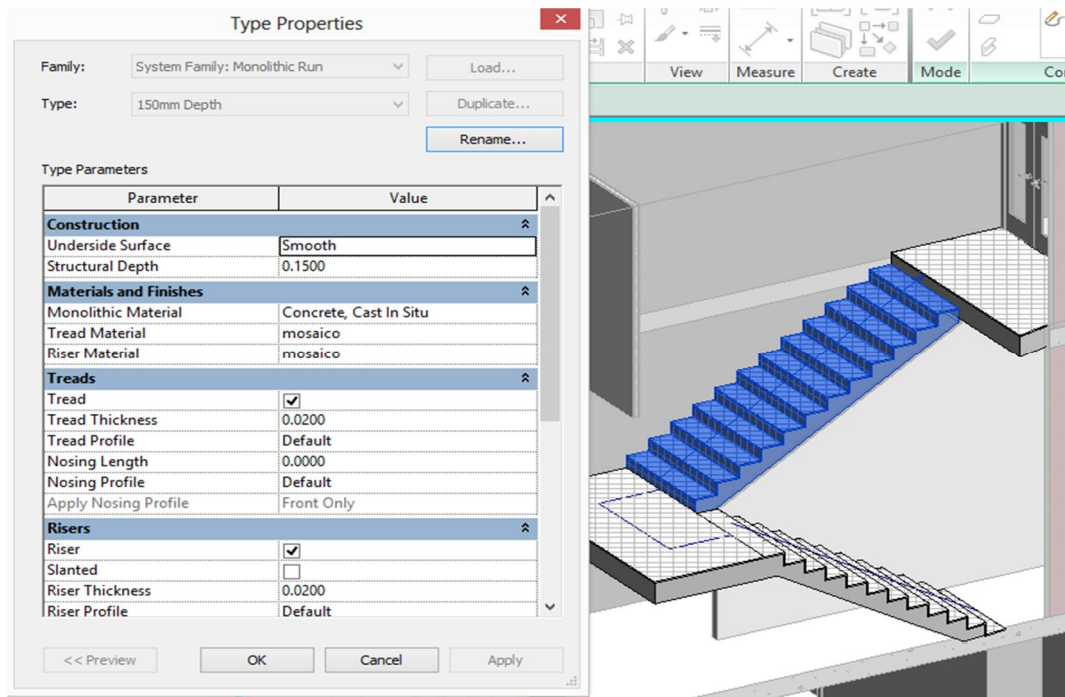 Type Properties
Family: System Family: Monolithic Run Load...
Type: 150mm Depth Duplicate...
Rename...
Type Parameters
Parameter Value
Construction
Underside Surface Smooth
Structural Depth 0.1500
Materials and Finishes
Monolithic Material Concrete, Cast In Situ
Tread Material mosaico
Riser Material mosaico
Treads
Tread
Tread Thickness 0.0200
Tread Profile Default
Nosing Length 0.0000
Nosing Profile Default
Apply Nosing Profile Front Only
Risers
Riser
Slanted
Riser Thickness 0.0200
Riser Profile Default
<< Preview OK Cancel Apply
View Measure Create Mode Co